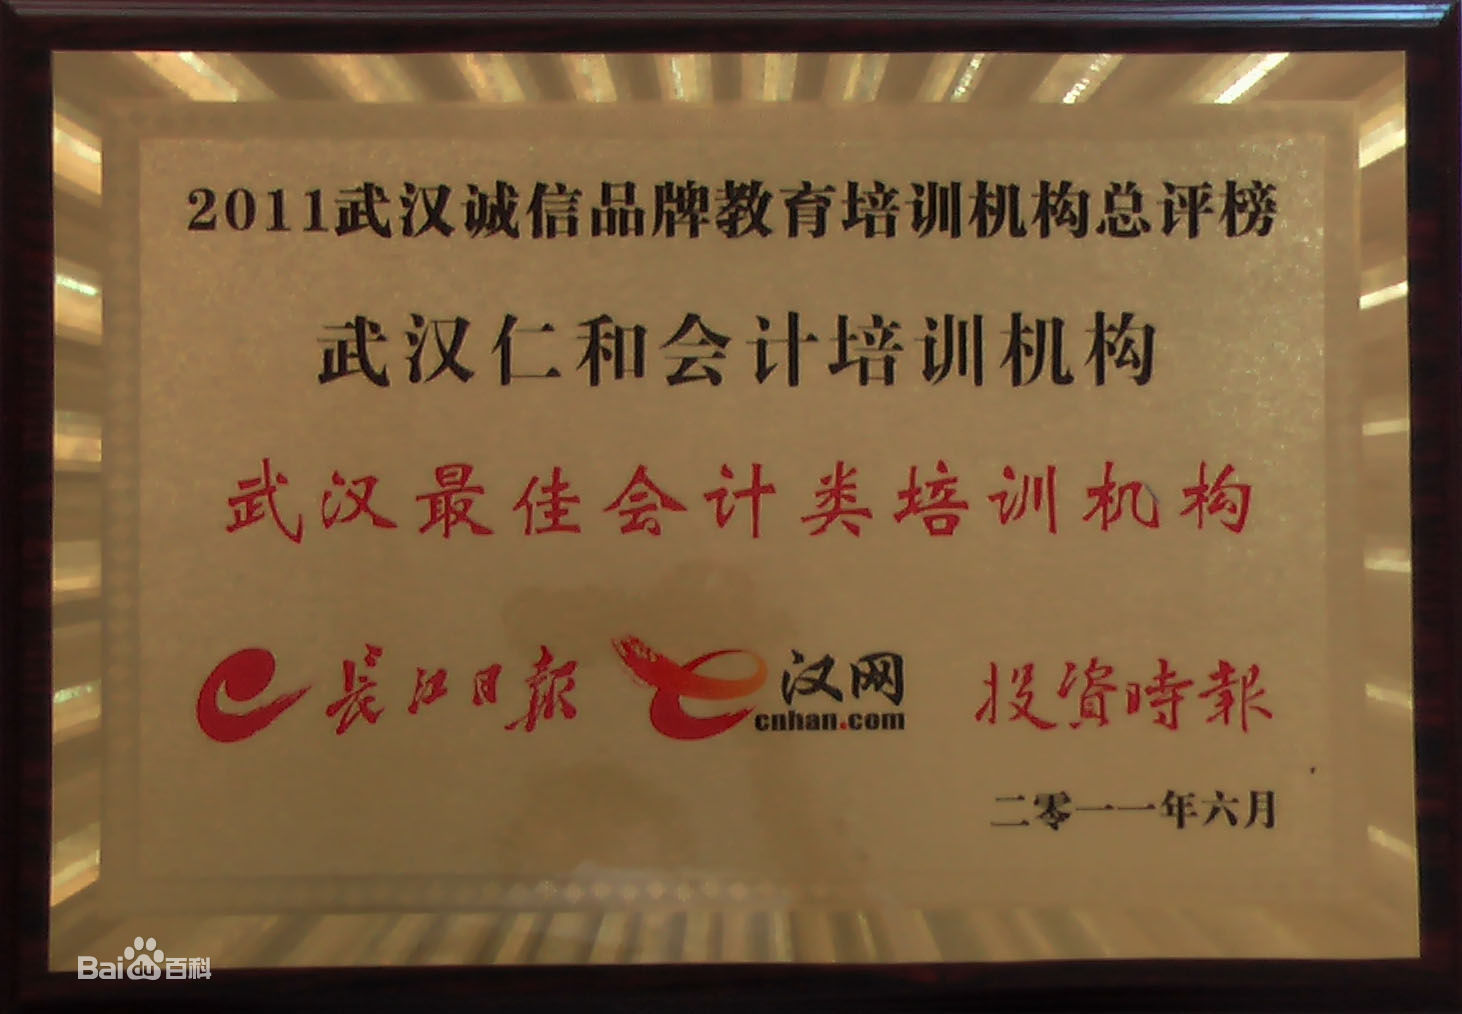 2011武汉诚信品牌教育培训机构总评榜
武汉仁和会计培训机构
武汉最佳会计类培训机构
長江日報 汉网 投資時報
cnhan.com
二零一一年六月
Bai du 百科